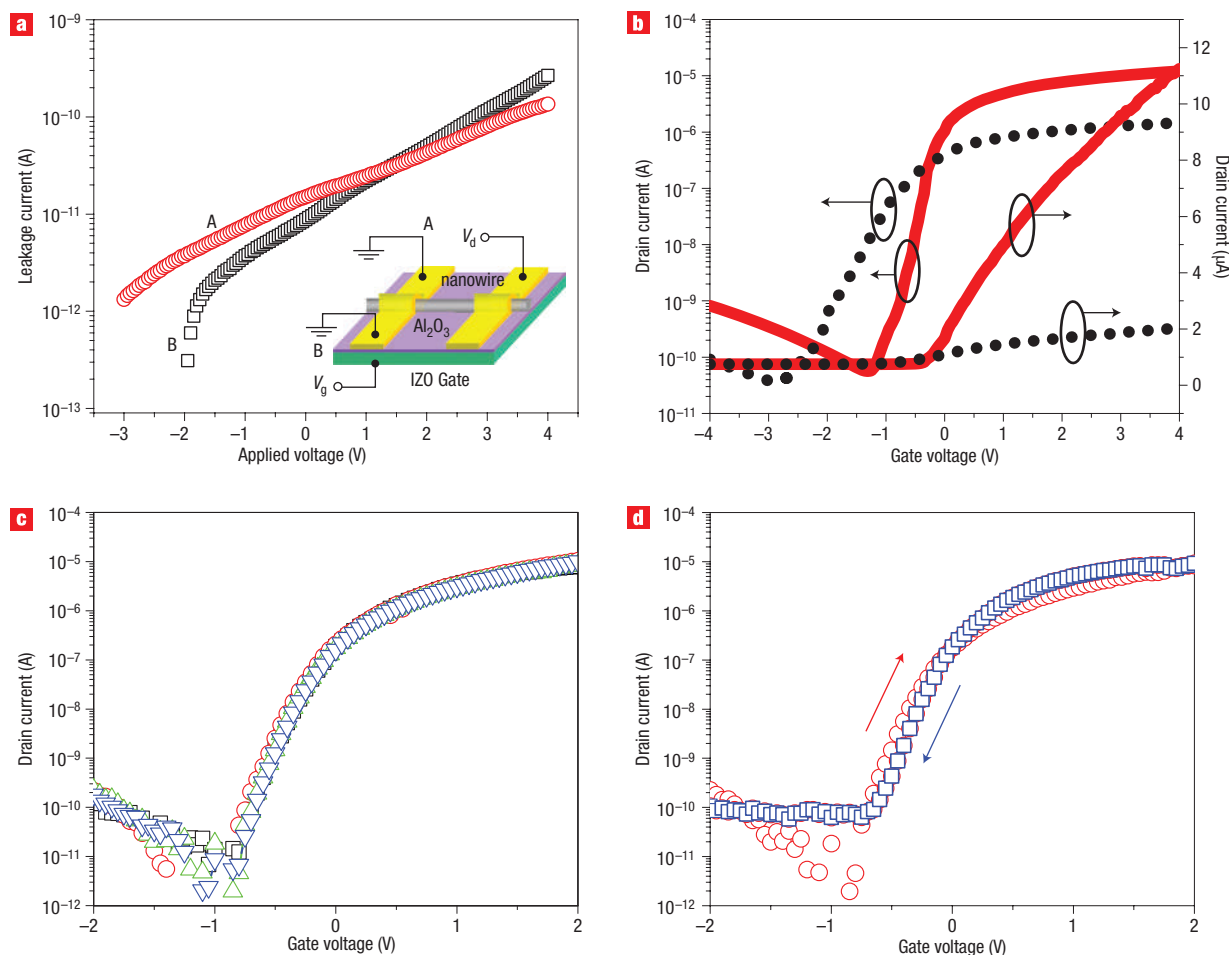 a
10⁻⁹
10⁻¹⁰
10⁻¹¹
10⁻¹²
10⁻¹³
Leakage current (A)
A
B
A
V_d
nanowire
Al₂O₃
B
V_g
IZO Gate
–3 –2 –1 0 1 2 3 4
Applied voltage (V)
b
10⁻⁴
10⁻⁵
10⁻⁶
10⁻⁷
10⁻⁸
10⁻⁹
10⁻¹⁰
10⁻¹¹
Drain current (A)
12
10
8
6
4
2
0
Drain current (µA)
–4 –3 –2 –1 0 1 2 3 4
Gate voltage (V)
c
10⁻⁴
10⁻⁵
10⁻⁶
10⁻⁷
10⁻⁸
10⁻⁹
10⁻¹⁰
10⁻¹¹
10⁻¹²
Drain current (A)
–2 –1 0 1 2
Gate voltage (V)
d
10⁻⁴
10⁻⁵
10⁻⁶
10⁻⁷
10⁻⁸
10⁻⁹
10⁻¹⁰
10⁻¹¹
10⁻¹²
Drain current (A)
–2 –1 0 1 2
Gate voltage (V)